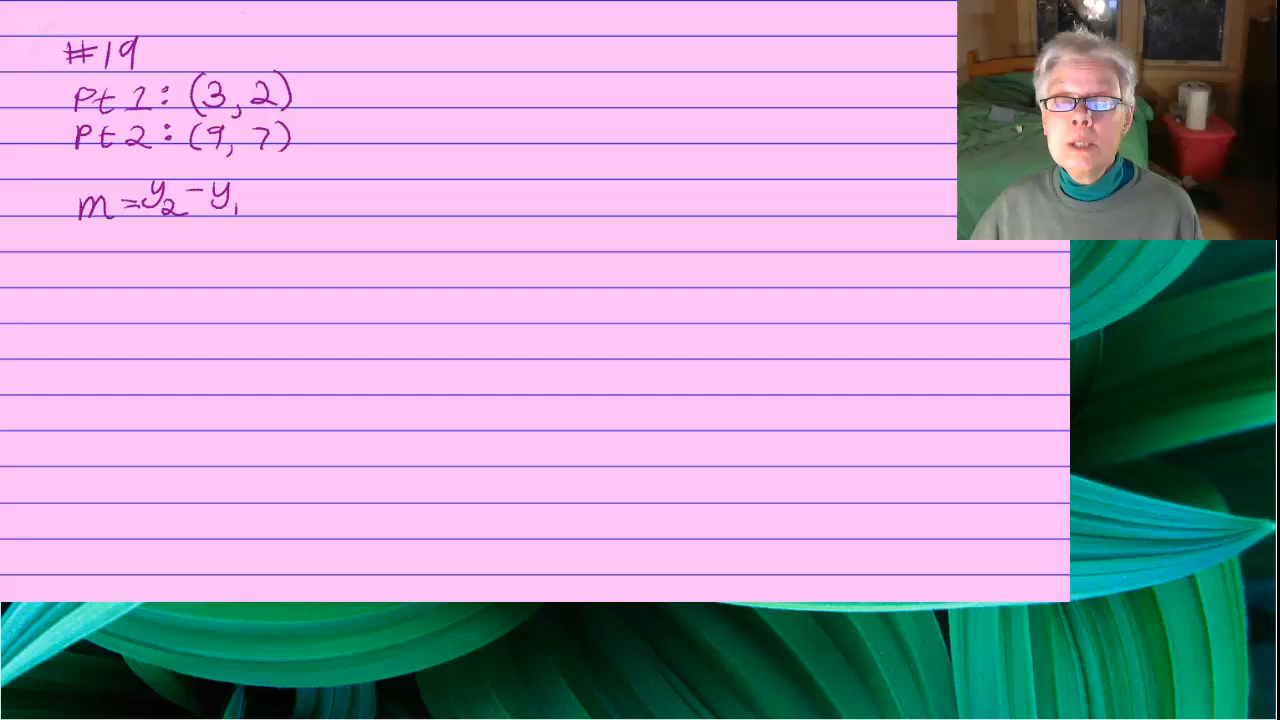 #19
Pt 1: (3, 2)
Pt 2: (9, 7)
m = y₂ - y₁